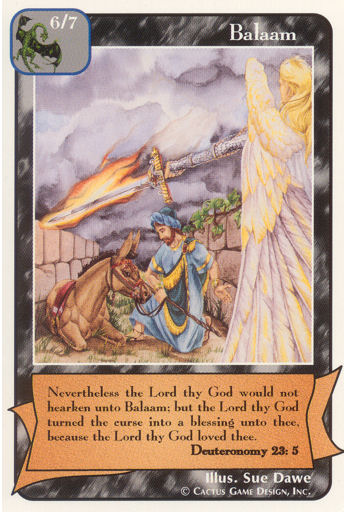 6/7
Balaam
Nevertheless the Lord thy God would not
hearken unto Balaam; but the Lord thy God
turned the curse into a blessing unto thee,
because the Lord thy God loved thee.
Deuteronomy 23: 5
Illus. Sue Dawe
© Cactus Game Design, Inc.